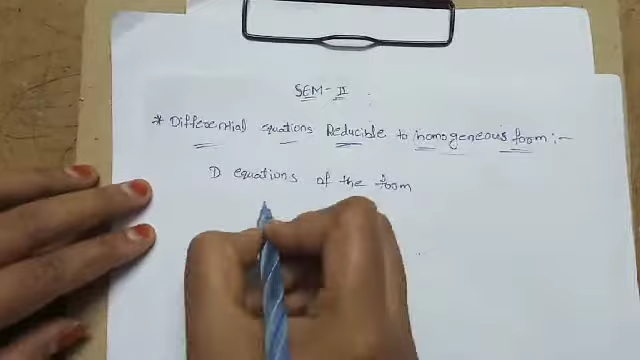 SEM - II
* Differential equations Reducible to homogeneous form :-
D equations of the form